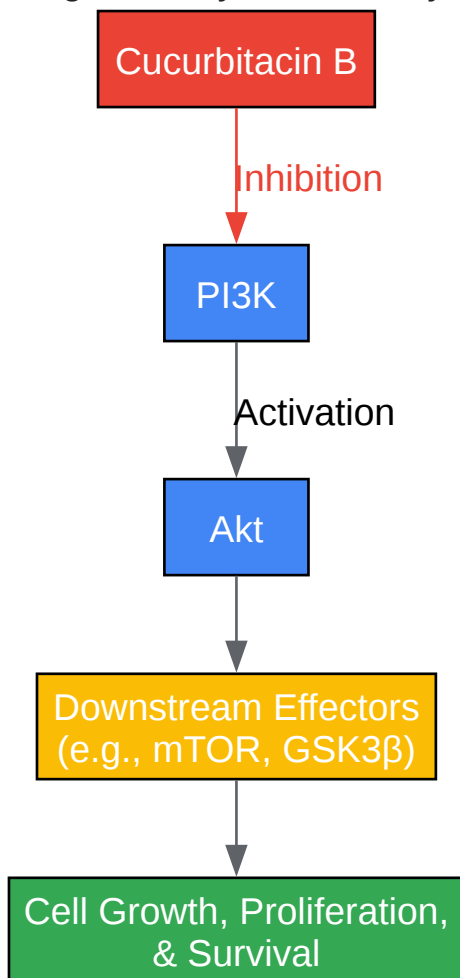 Cucurbitacin B
Inhibition
PI3K
Activation
Akt
Downstream Effectors
(e.g., mTOR, GSK3β)
Cell Growth, Proliferation,
& Survival